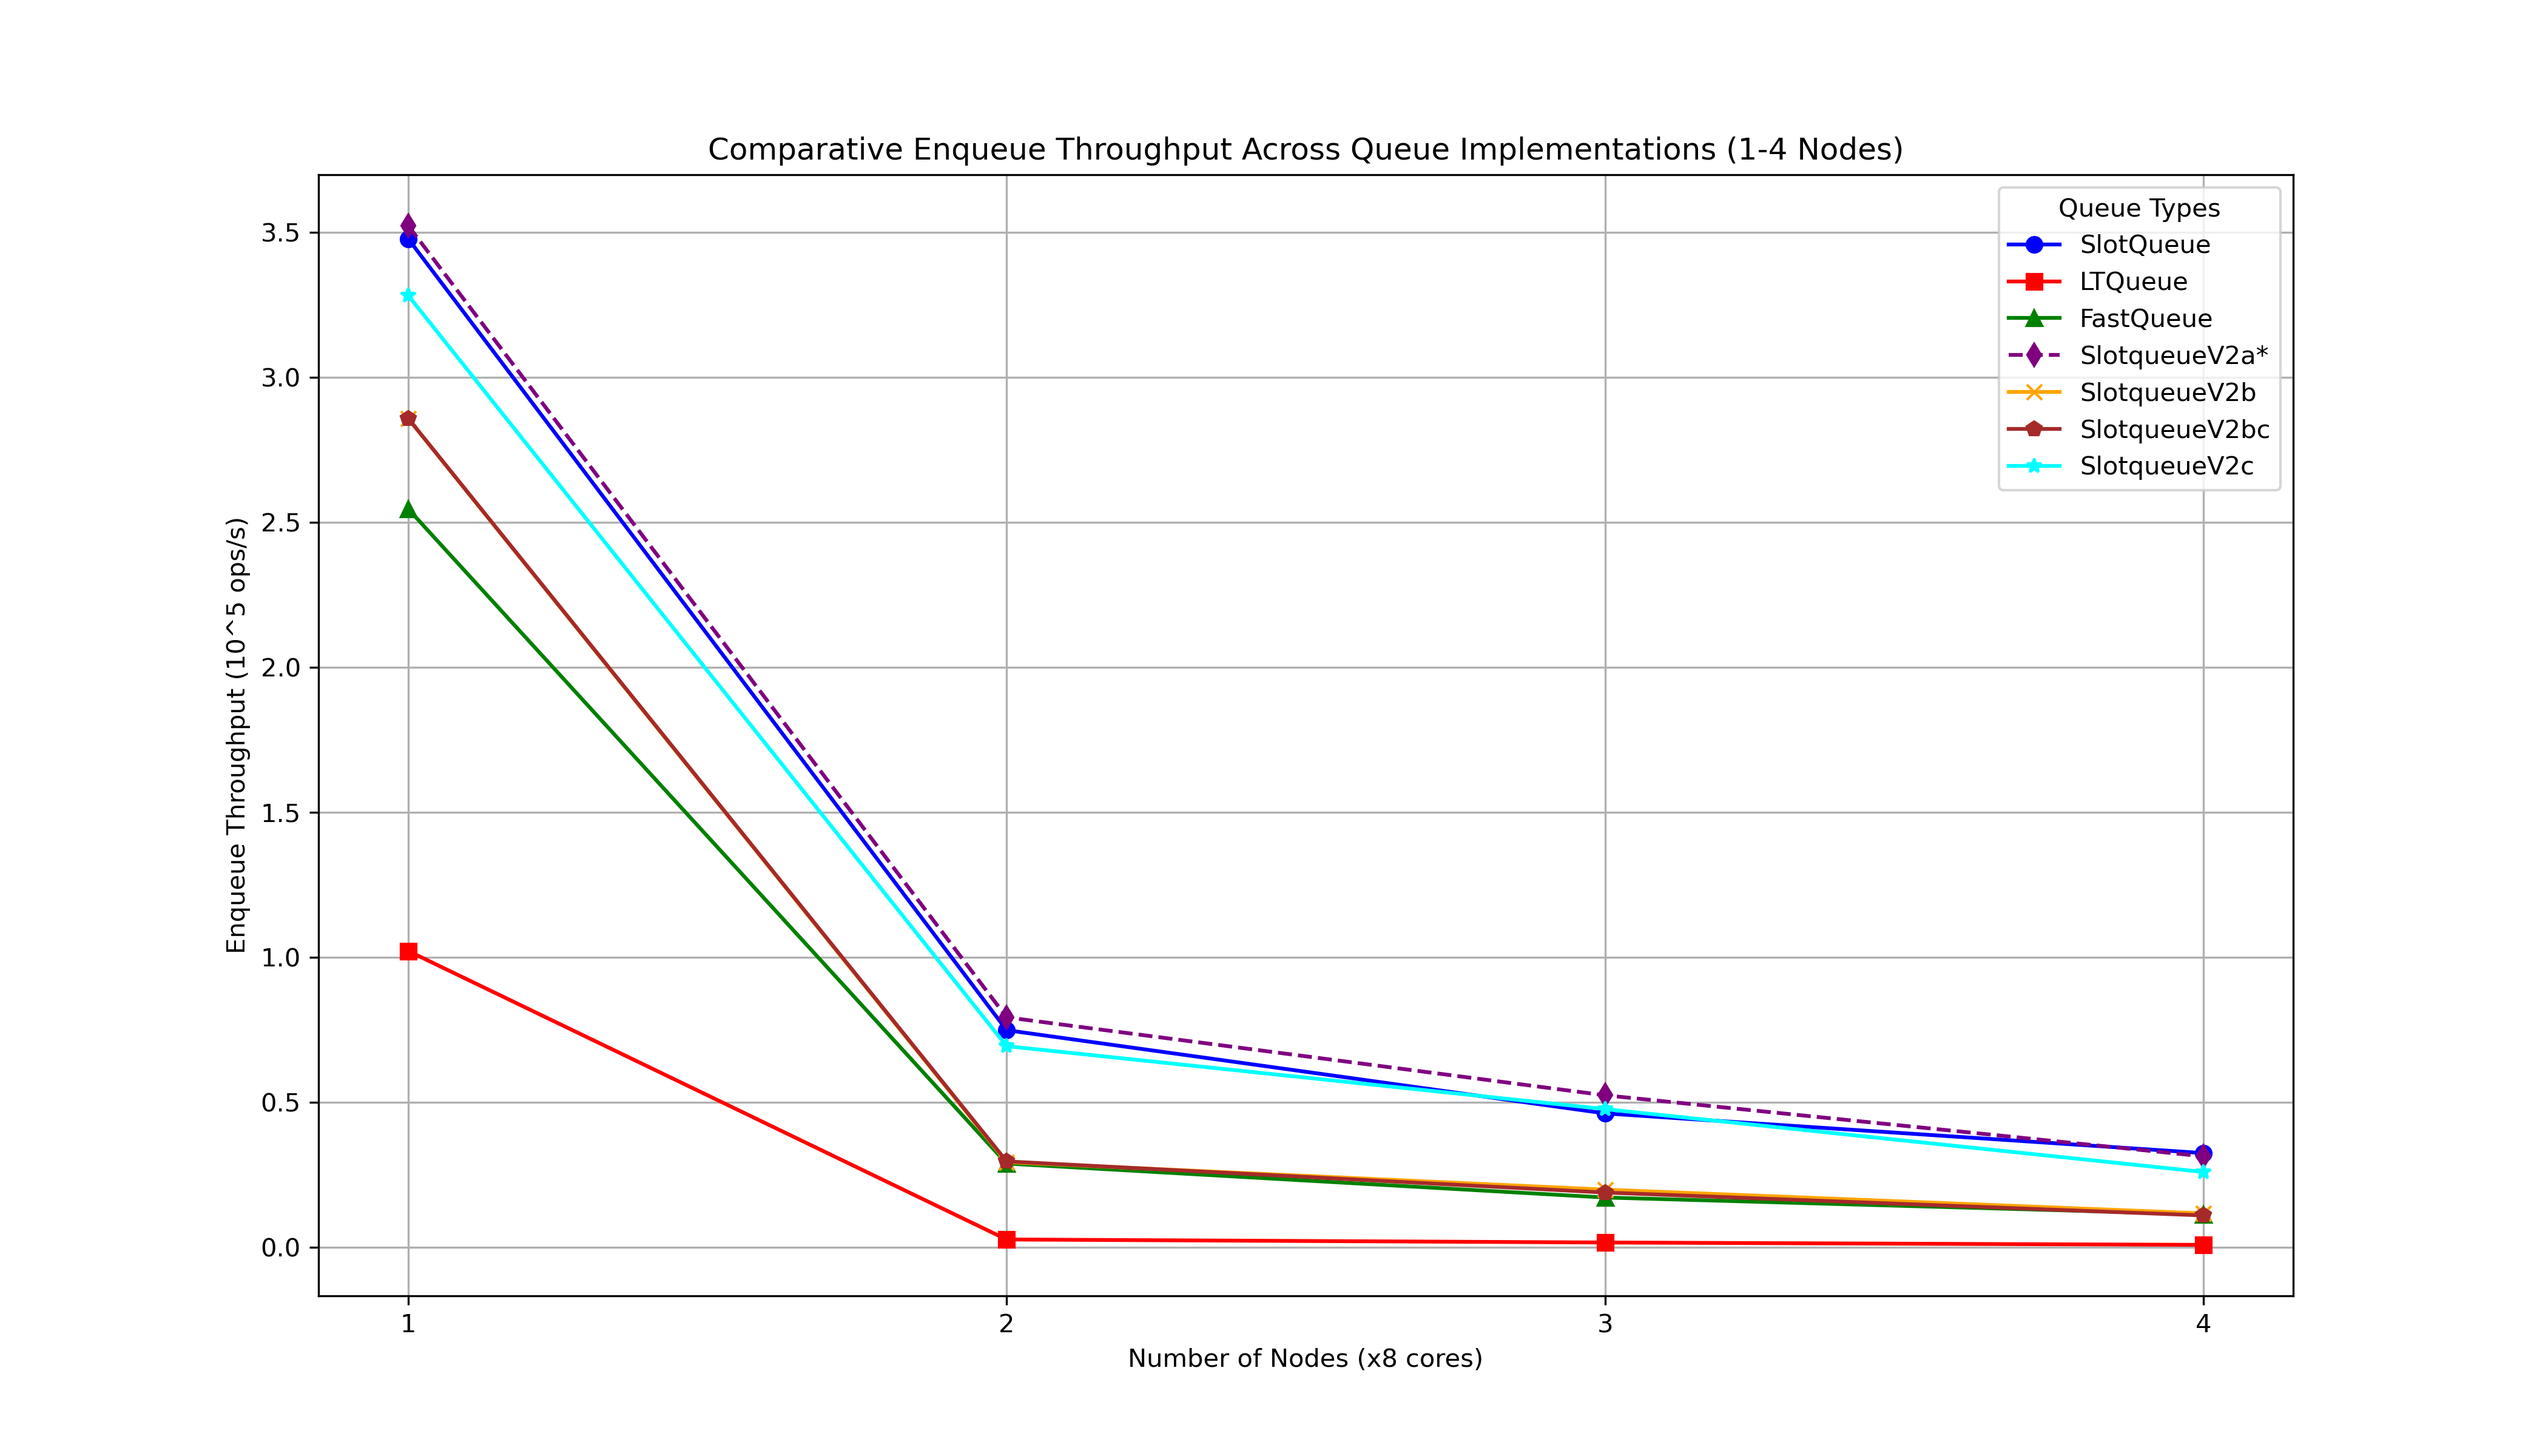 Comparative Enqueue Throughput Across Queue Implementations (1-4 Nodes)
Enqueue Throughput (10^5 ops/s)
3.5
3.0
2.5
2.0
1.5
1.0
0.5
0.0
Queue Types
SlotQueue
LTQueue
FastQueue
SlotqueueV2a*
SlotqueueV2b
SlotqueueV2bc
SlotqueueV2c
1
2
3
4
Number of Nodes (x8 cores)